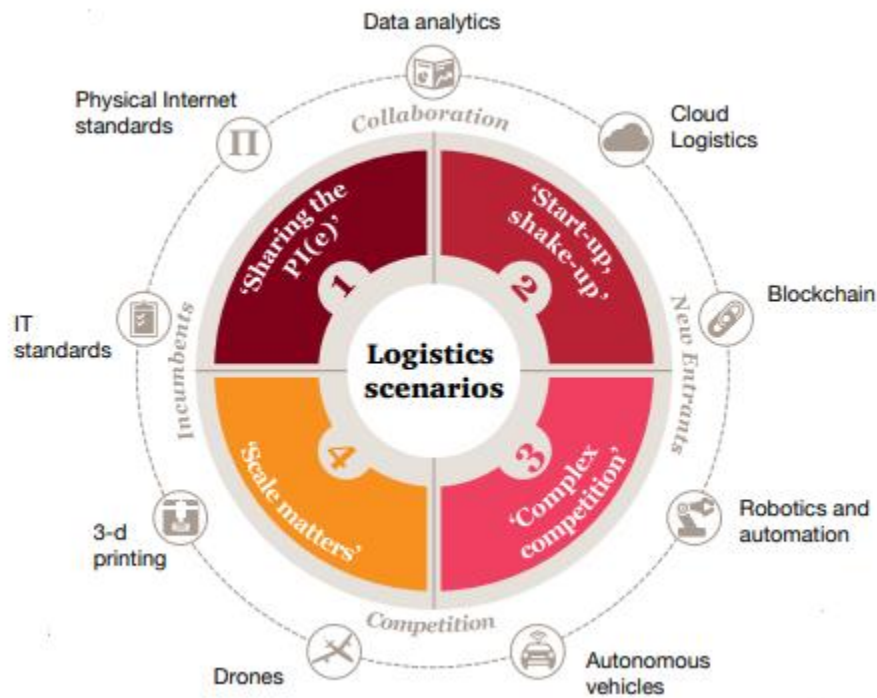 Data analytics
Physical Internet
standards
Π
e
Collaboration
Cloud
Logistics
‘Sharing the
PI(e)’
1
‘Start-up,
shake-up’
2
IT
standards
Incumbents
Logistics
scenarios
New Entrants
Blockchain
4
‘Scale matters’
3
‘Complex
competition’
3-d
printing
Robotics and
automation
Competition
Drones
Autonomous
vehicles